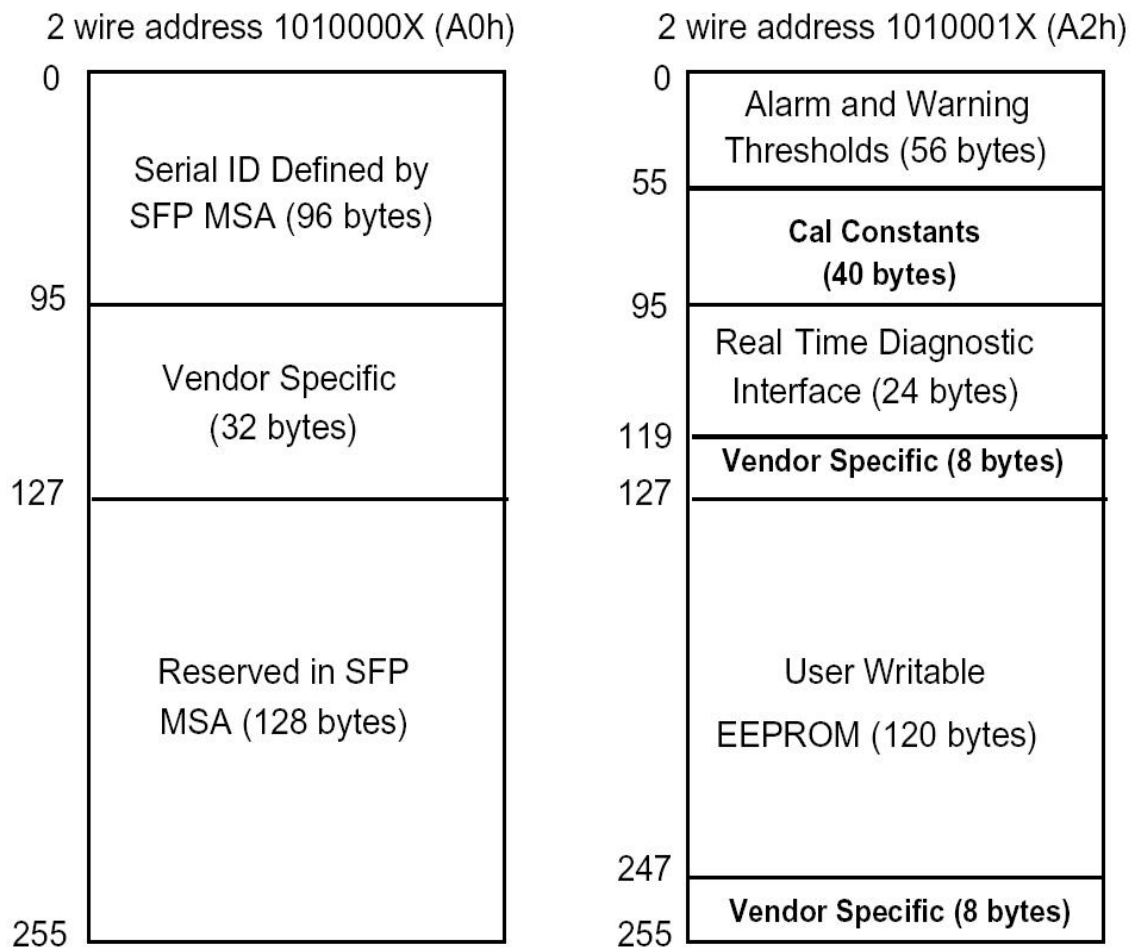 2 wire address 1010000X (A0h)
0
Serial ID Defined by
SFP MSA (96 bytes)
95
Vendor Specific
(32 bytes)
127
Reserved in SFP
MSA (128 bytes)
255
2 wire address 1010001X (A2h)
0
Alarm and Warning
Thresholds (56 bytes)
55
Cal Constants
(40 bytes)
95
Real Time Diagnostic
Interface (24 bytes)
119
Vendor Specific (8 bytes)
127
User Writable
EEPROM (120 bytes)
247
Vendor Specific (8 bytes)
255